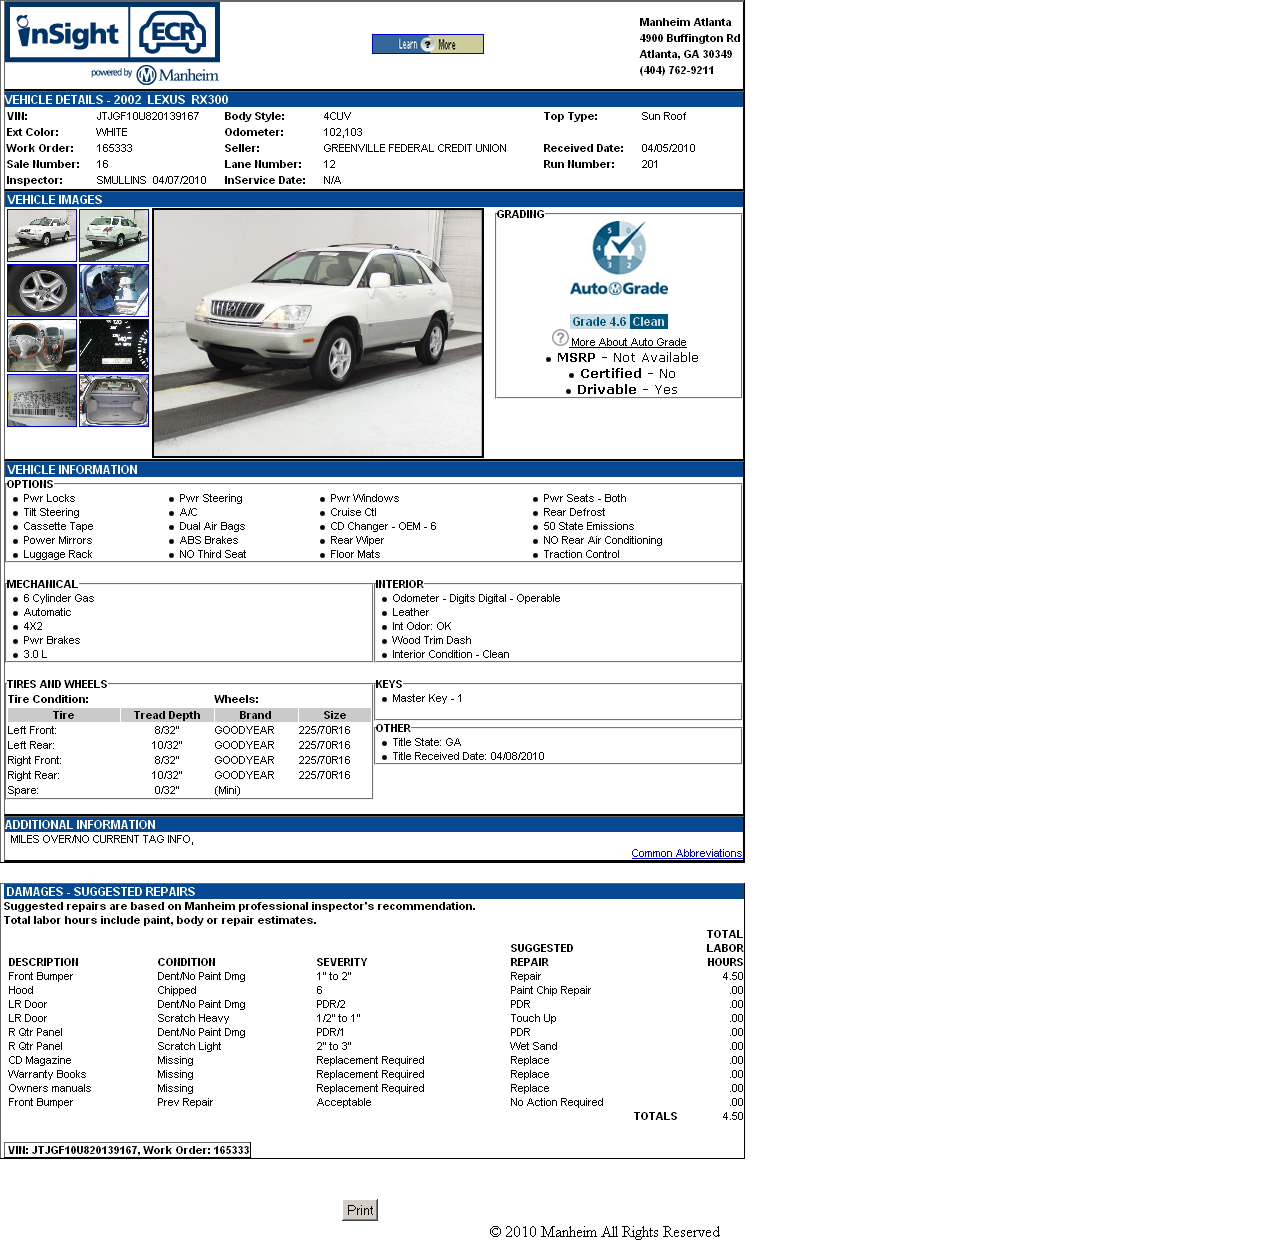 inSight ECR
powered by Manheim
Learn ? More
Manheim Atlanta
4900 Buffington Rd
Atlanta, GA 30349
(404) 762-9211
VEHICLE DETAILS - 2002 LEXUS RX300
VIN: JTJGF10U820139167 Body Style: 4CUV Top Type: Sun Roof
Ext Color: WHITE Odometer: 102,103
Work Order: 165333 Seller: GREENVILLE FEDERAL CREDIT UNION Received Date: 04/05/2010
Sale Number: 16 Lane Number: 12 Run Number: 201
Inspector: SMULLINS 04/07/2010 InService Date: N/A
VEHICLE IMAGES
GRADING
5 0 4 1 3 2
Auto Grade
Grade 4.6 Clean
? More About Auto Grade
MSRP - Not Available
Certified - No
Drivable - Yes
120
140
VEHICLE INFORMATION
OPTIONS
Pwr Locks Pwr Steering Pwr Windows Pwr Seats - Both
Tilt Steering A/C Cruise Ctl Rear Defrost
Cassette Tape Dual Air Bags CD Changer - OEM - 6 50 State Emissions
Power Mirrors ABS Brakes Rear Wiper NO Rear Air Conditioning
Luggage Rack NO Third Seat Floor Mats Traction Control
MECHANICAL
6 Cylinder Gas
Automatic
4X2
Pwr Brakes
3.0 L
INTERIOR
Odometer - Digits Digital - Operable
Leather
Int Odor: OK
Wood Trim Dash
Interior Condition - Clean
TIRES AND WHEELS
Tire Condition: Wheels:
Tire Tread Depth Brand Size
Left Front: 8/32" GOODYEAR 225/70R16
Left Rear: 10/32" GOODYEAR 225/70R16
Right Front: 8/32" GOODYEAR 225/70R16
Right Rear: 10/32" GOODYEAR 225/70R16
Spare: 0/32" (Mini)
KEYS
Master Key - 1
OTHER
Title State: GA
Title Received Date: 04/08/2010
ADDITIONAL INFORMATION
MILES OVER/NO CURRENT TAG INFO,
Common Abbreviations
DAMAGES - SUGGESTED REPAIRS
Suggested repairs are based on Manheim professional inspector's recommendation.
Total labor hours include paint, body or repair estimates.
TOTAL
SUGGESTED LABOR
DESCRIPTION CONDITION SEVERITY REPAIR HOURS
Front Bumper Dent/No Paint Dmg 1" to 2" Repair 4.50
Hood Chipped 6 Paint Chip Repair .00
LR Door Dent/No Paint Dmg PDR/2 PDR .00
LR Door Scratch Heavy 1/2" to 1" Touch Up .00
R Qtr Panel Dent/No Paint Dmg PDR/1 PDR .00
R Qtr Panel Scratch Light 2" to 3" Wet Sand .00
CD Magazine Missing Replacement Required Replace .00
Warranty Books Missing Replacement Required Replace .00
Owners manuals Missing Replacement Required Replace .00
Front Bumper Prev Repair Acceptable No Action Required .00
TOTALS 4.50
VIN: JTJGF10U820139167, Work Order: 165333
Print
© 2010 Manheim All Rights Reserved